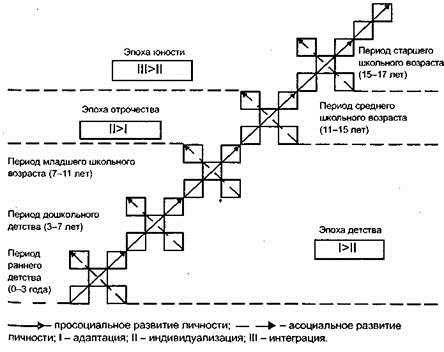 Эпоха юности
III>II
Период старшего
школьного возраста
(15–17 лет)
Эпоха отрочества
II>I
Период среднего
школьного возраста
(11–15 лет)
Период младшего школьного
возраста (7–11 лет)
Период дошкольного
детства (3–7 лет)
Эпоха детства
I>II
Период
раннего
детства
(0–3 года)
– просоциальное развитие личности; – асоциальное развитие
личности; I – адаптация; II – индивидуализация; III – интеграция.